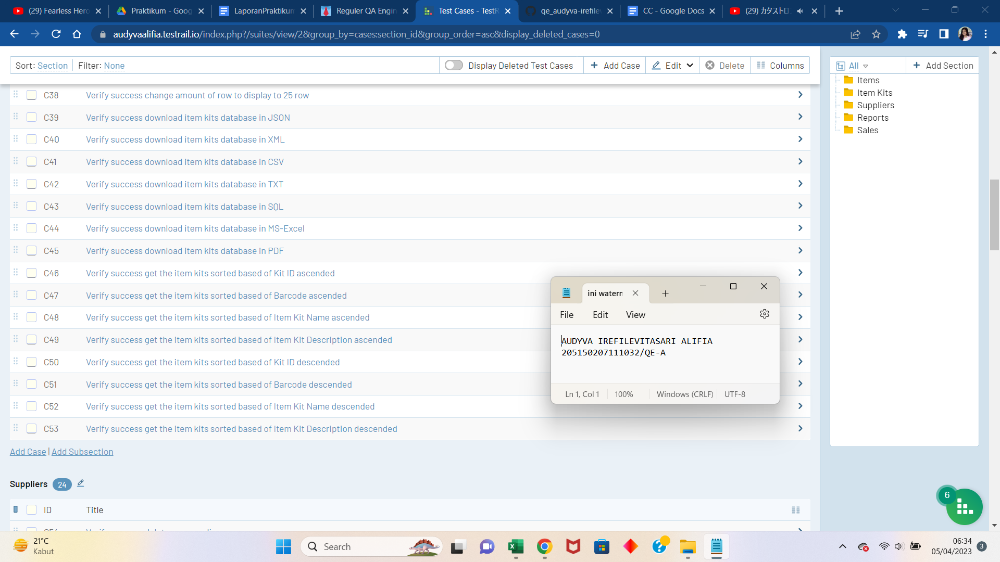 (29) Fearless Hero
Praktikum - Goog
LaporanPraktikum
Reguler QA Engin
Test Cases - TestR
qe_audyva-irefilev
CC - Google Docs
(29) カタストロ
audyvaalifia.testrail.io/index.php?/suites/view/2&group_by=cases:section_id&group_order=asc&display_deleted_cases=0
Sort: Section Filter: None
Display Deleted Test Cases
+ Add Case
Edit
Delete
Columns
All
+ Add Section
Items
Item Kits
Suppliers
Reports
Sales
C38 Verify success change amount of row to display to 25 row
C39 Verify success download item kits database in JSON
C40 Verify success download item kits database in XML
C41 Verify success download item kits database in CSV
C42 Verify success download item kits database in TXT
C43 Verify success download item kits database in SQL
C44 Verify success download item kits database in MS-Excel
C45 Verify success download item kits database in PDF
C46 Verify success get the item kits sorted based of Kit ID ascended
C47 Verify success get the item kits sorted based of Barcode ascended
C48 Verify success get the item kits sorted based of Item Kit Name ascended
C49 Verify success get the item kits sorted based of Item Kit Description ascended
C50 Verify success get the item kits sorted based of Kit ID descended
C51 Verify success get the item kits sorted based of Barcode descended
C52 Verify success get the item kits sorted based of Item Kit Name descended
C53 Verify success get the item kits sorted based of Item Kit Description descended
Add Case | Add Subsection
Suppliers 24
ID Title
ini watern
File Edit View
AUDYVA IREFILEVITASARI ALIFIA
205150207111032/QE-A
Ln 1, Col 1 100% Windows (CRLF) UTF-8
6
21°C
Kabut
Search
06:34
05/04/2023
3